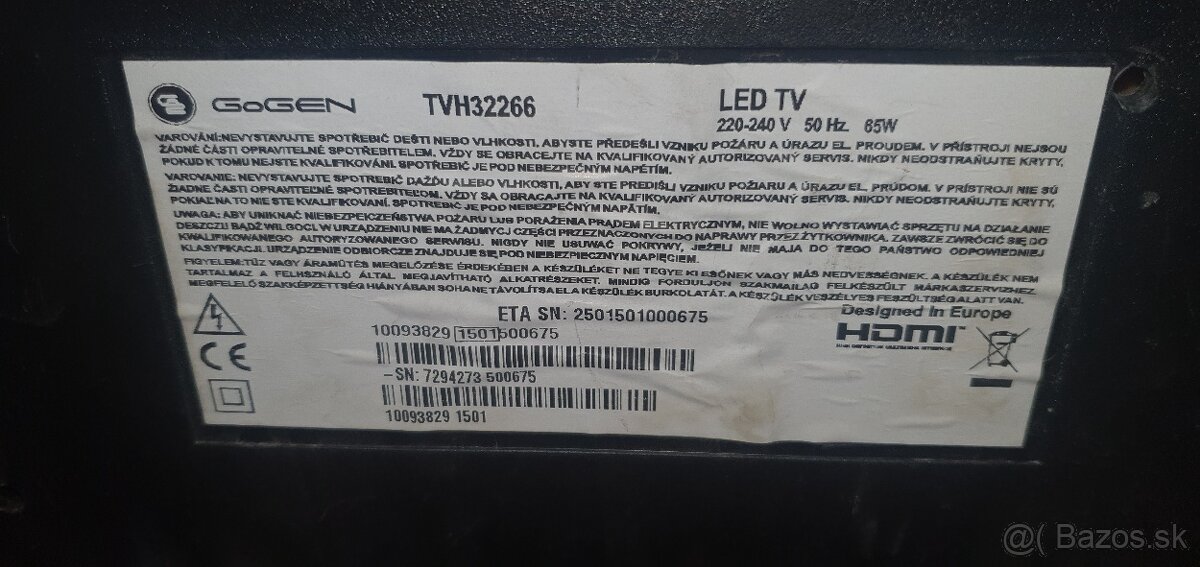 GoGEN TVH32266 LED TV
220-240 V 50 Hz 65W
VAROVÁNI:NEVYSTAVUJTE SPOTŘEBIČ DEŠTI NEBO VLHKOSTI, ABYSTE PŘEDEŠLI VZNIKU POŽÁRU A ÚRAZU EL. PROUDEM. V PŘÍSTROJI NEJSOU
ŽÁDNÉ ČÁSTI OPRAVITELNÉ SPOTŘEBITELEM. VŽDY SE OBRACEJTE NA KVALIFIKOVANÝ AUTORIZOVANÝ SERVIS. NIKDY NEODSTRAŇUJTE KRYTY,
POKUD K TOMU NEJSTE KVALIFIKOVÁNI. SPOTŘEBIČ JE POD NEBEZPEČNÝM NAPĚTÍM.
VAROVANIE: NEVYSTAVUJTE SPOTREBIČ DAŽĎU ALEBO VLHKOSTI, ABY STE PREDIŠLI VZNIKU POŽIARU A ÚRAZU EL. PRÚDOM. V PRÍSTROJI NIE SÚ
ŽIADNE ČASTI OPRAVITEĽNÉ SPOTREBITEĽOM. VŽDY SA OBRACAJTE NA KVALIFIKOVANÝ AUTORIZOVANÝ SERVIS. NIKDY NEODSTRAŇUJTE KRYTY,
POKIAĽ NA TO NIE STE KVALIFIKOVANÍ. SPOTREBIČ JE POD NEBEZPEČNÝM NAPÄTÍM.
UWAGA: ABY UNIKNĄĆ NIEBEZPIECZEŃSTWA POŻARU LUB PORAŻENIA PRĄDEM ELEKTRYCZNYM, NIE WOLNO WYSTAWIAĆ SPRZĘTU NA DZIAŁANIE
DESZCZU BĄDŹ WILGOCI. W URZĄDZENIU NIE MA ŻADNYCJ CZĘŚCI PRZEZNACZONYCH DO NAPRAWY PRZEZ UŻYTKOWNIKA. ZAWSZE ZWRÓĆ SIĘ DO
KWALIFIKOWANEGO AUTORYZOWANEGO SERWISU. NIGDY NIE USUWAĆ POKRYWY, JEŻELI NIE MAJA DO TEGO PAŃSTWO ODPOWIEDNIEJ
KLASYFIKACJI. URZĄDZENIE ODBIORCZE ZNAJDUJE SIĘ POD NIEBEZPIECZNYM NAPIĘCIEM.
FIGYELEM:TŰZ VAGY ÁRAMÜTÉS MEGELŐZÉSE ÉRDEKÉBEN A KÉSZÜLÉKET NE TEGYE KI ESŐNEK VAGY MÁS NEDVESSÉGNEK. A KÉSZÜLÉK NEM
TARTALMAZ A FELHSZNÁLÓ ÁLTAL MEGJAVÍTHATÓ ALKATRÉSZEKET. MINDIG FORDULJON SZAKMAILAG FELKÉSZÜLT MÁRKASZERVIZHEZ.
MEGFELELŐ SZAKKÉPZETTSÉG HIÁNYÁBAN SOHA NE TÁVOLÍTSA EL A KÉSZÜLÉK BURKOLATÁT. A KÉSZÜLÉK VESZÉLYES FESZÜLTSÉG ALATT VAN.
ETA SN: 2501501000675
Designed in Europe
10093829 1501 500675
HDMI™
-SN: 7294273 500675
CE
10093829 1501
@( Bazos.sk